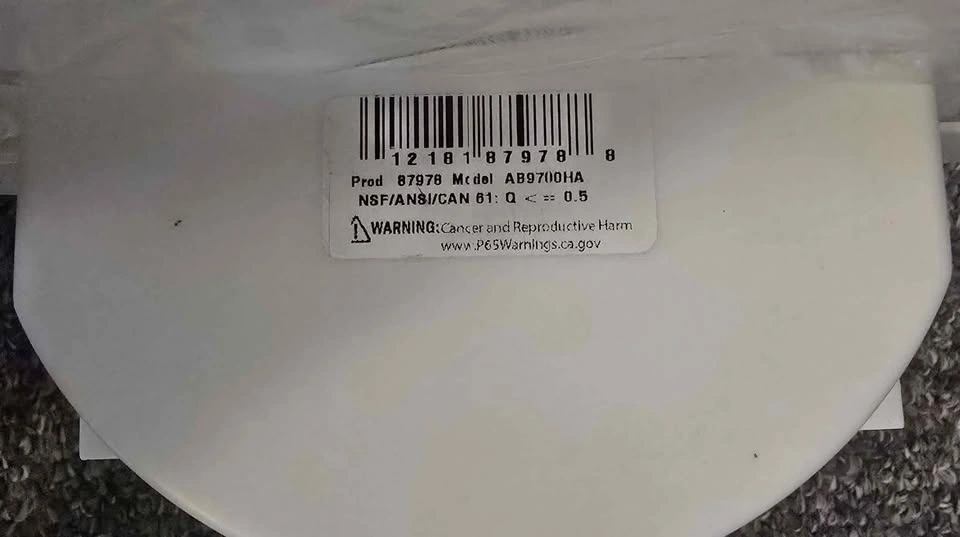 12181 87978 8
Prod 87978 Model AB9700HA
NSF/ANSI/CAN 61: Q <= 0.5
WARNING: Cancer and Reproductive Harm
www.P65Warnings.ca.gov